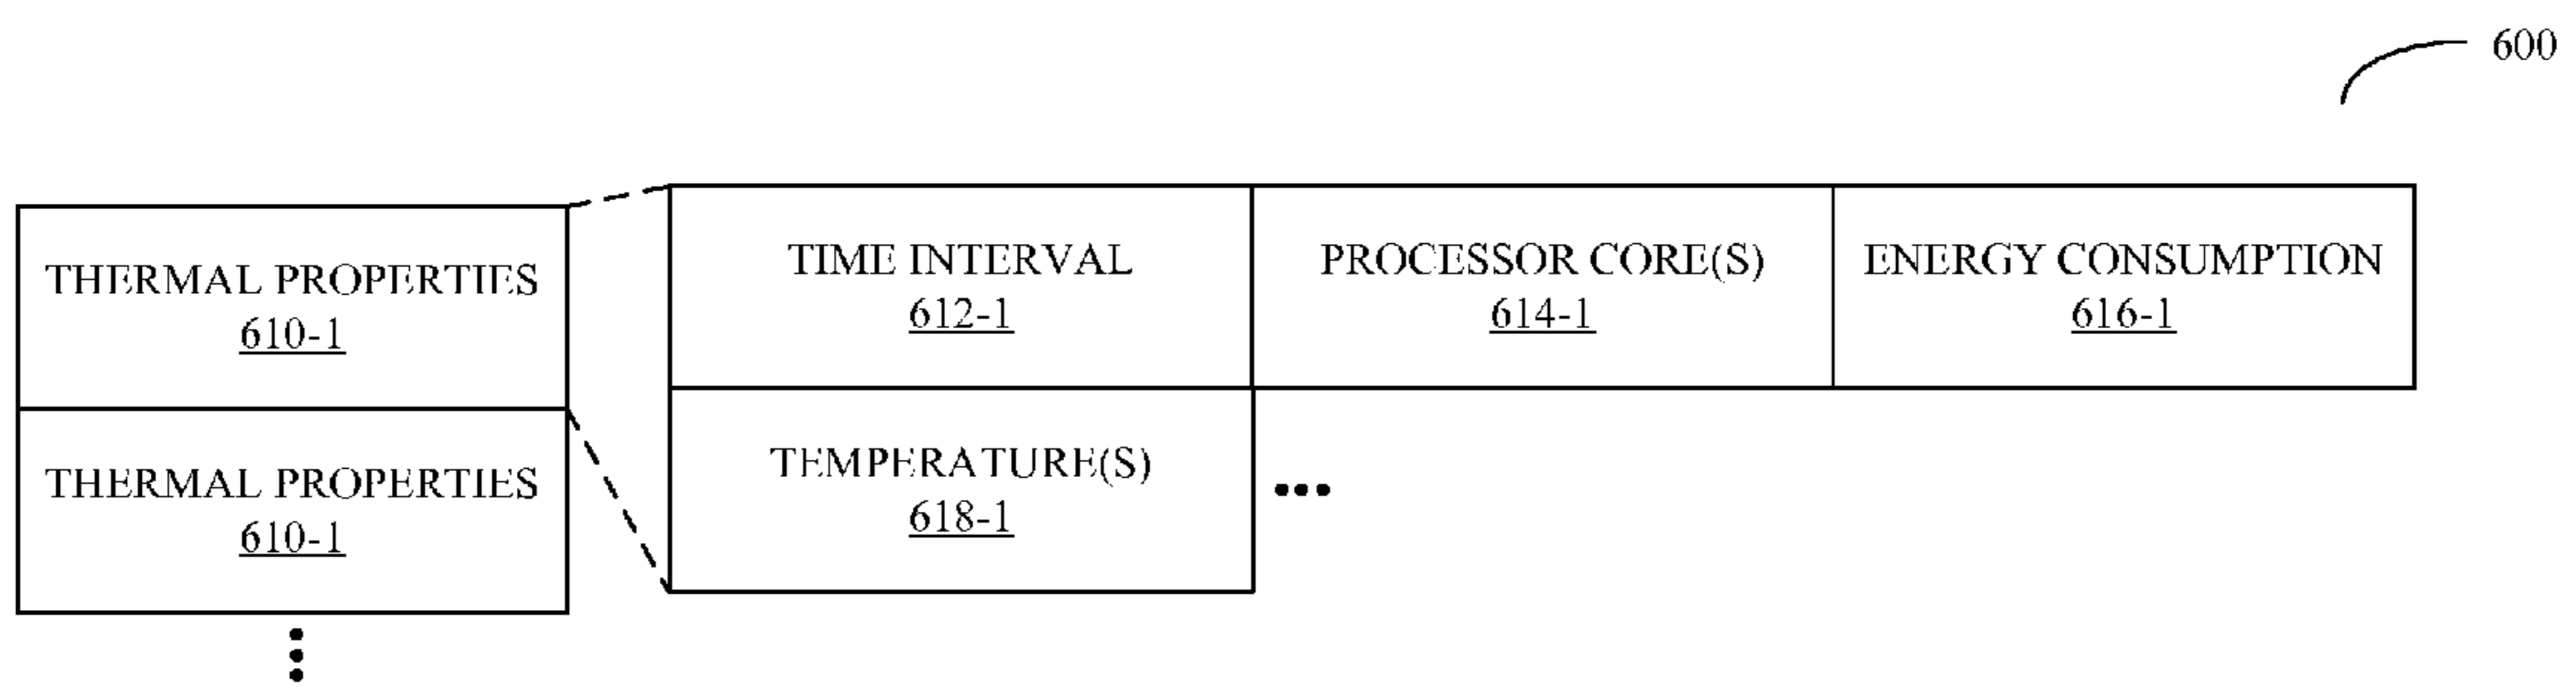 600
THERMAL PROPERTIES
610-1
THERMAL PROPERTIES
610-1
TIME INTERVAL
612-1
PROCESSOR CORE(S)
614-1
ENERGY CONSUMPTION
616-1
TEMPERATURE(S)
618-1